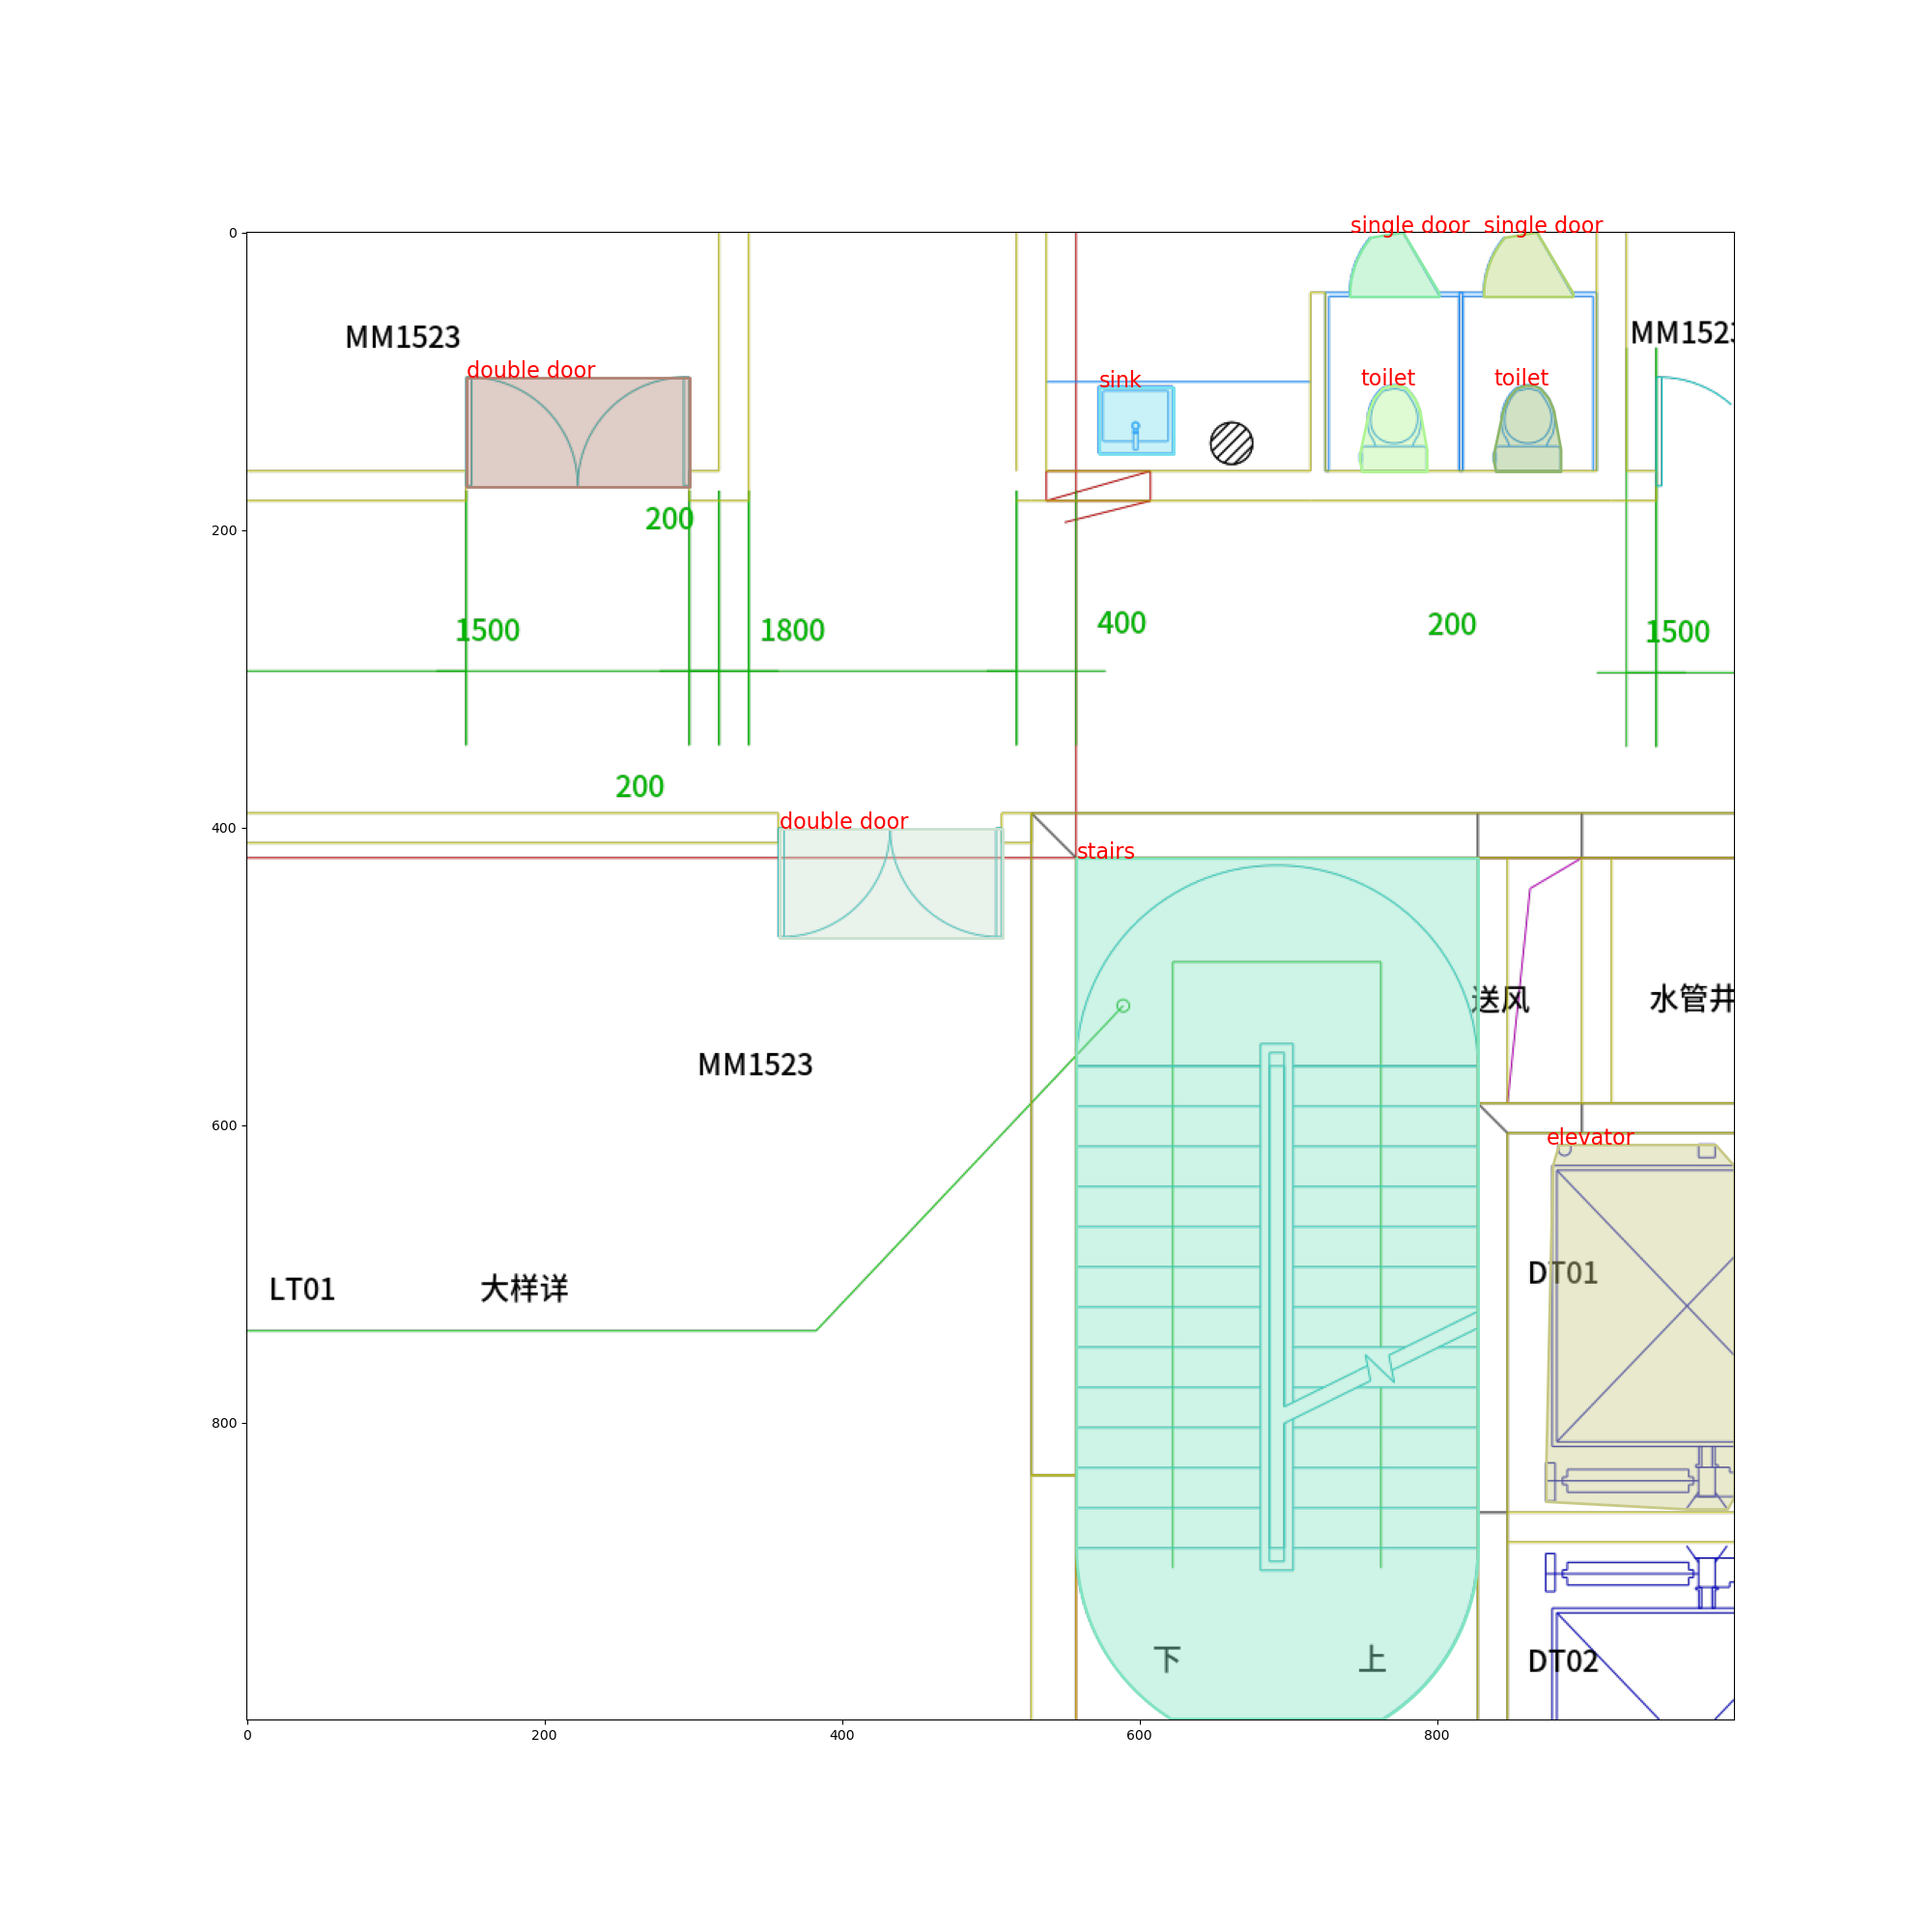 single door
single door
0
MM1523
MM1523
double door
sink
toilet
toilet
200
200
1500
1800
400
200
1500
200
400
double door
stairs
送风
水管井
MM1523
600
elevator
DT01
LT01
大样详
800
下
上
DT02
0
200
400
600
800